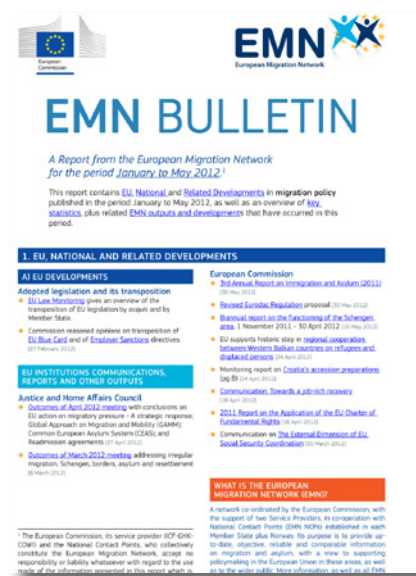 European
Commission
EMN
European Migration Network
EMN BULLETIN
A Report from the European Migration Network
for the period January to May 2012.¹
This report contains EU, National and Related Developments in migration policy
published in the period January to May 2012, as well as an overview of key
statistics, plus related EMN outputs and developments that have occurred in this
period.
1. EU, NATIONAL AND RELATED DEVELOPMENTS
A) EU DEVELOPMENTS
Adopted legislation and its transposition
EU Law Monitoring gives an overview of the
transposition of EU legislation by acquis and by
Member State.
Commission reasoned opinions on transposition of
EU Blue Card and of Employer Sanctions directives.
[27 February 2012]
EU INSTITUTIONS COMMUNICATIONS,
REPORTS AND OTHER OUTPUTS
Justice and Home Affairs Council
Outcomes of April 2012 meeting with conclusions on
EU action on migratory pressure - A strategic response;
Global Approach on Migration and Mobility (GAMM),
Common European Asylum System (CEAS); and
Readmission agreements [27 April 2012]
Outcomes of March 2012 meeting addressing irregular
migration, Schengen, borders, asylum and resettlement
[8 March 2012]
European Commission
3rd Annual Report on Immigration and Asylum (2011)
[30 May 2012]
Revised Eurodac Regulation proposal [30 May 2012]
Biannual report on the functioning of the Schengen
area, 1 November 2011 - 30 April 2012 [16 May 2012]
EU supports historic step in regional cooperation
between Western Balkan countries on refugees and
displaced persons [24 April 2012]
Monitoring report on Croatia's accession preparations
(pg 8) [24 April 2012]
Communication: Towards a job-rich recovery
[18 April 2012]
2011 Report on the Application of the EU Charter of
Fundamental Rights [16 April 2012]
Communication on The External Dimension of EU
Social Security Coordination [30 March 2012]
WHAT IS THE EUROPEAN
MIGRATION NETWORK (EMN)?
A network co-ordinated by the European Commission, with
the support of two Service Providers, in co-operation with
National Contact Points (EMN NCPs) established in each
Member State plus Norway. Its purpose is to provide up-
to-date, objective, reliable and comparable information
on migration and asylum, with a view to supporting
policymaking in the European Union in these areas, as well
as to the wider public. More information, as well as all EMN
¹ The European Commission, its service provider (ICF-GHK-
COWI) and the National Contact Points, who collectively
constitute the European Migration Network, accept no
responsibility or liability whatsoever with regard to the use
made of the information presented in this report which is,